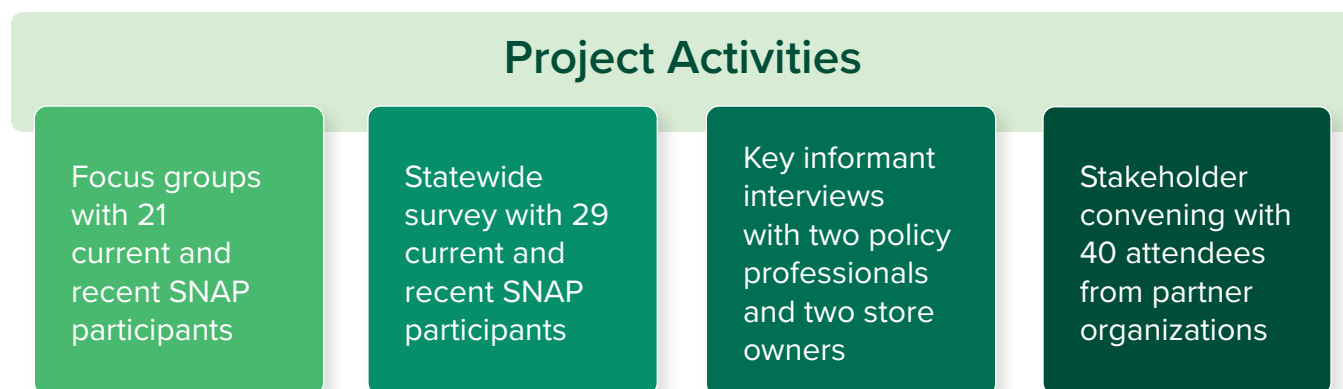 Project Activities
Focus groups
with 21
current and
recent SNAP
participants
Statewide
survey with 29
current and
recent SNAP
participants
Key informant
interviews
with two policy
professionals
and two store
owners
Stakeholder
convening with
40 attendees
from partner
organizations